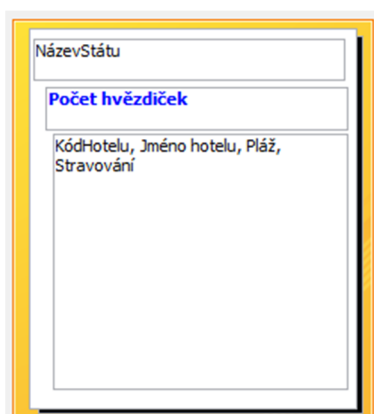 NázevStátu
Počet hvězdiček
KódHotelu, Jméno hotelu, Pláž,
Stravování